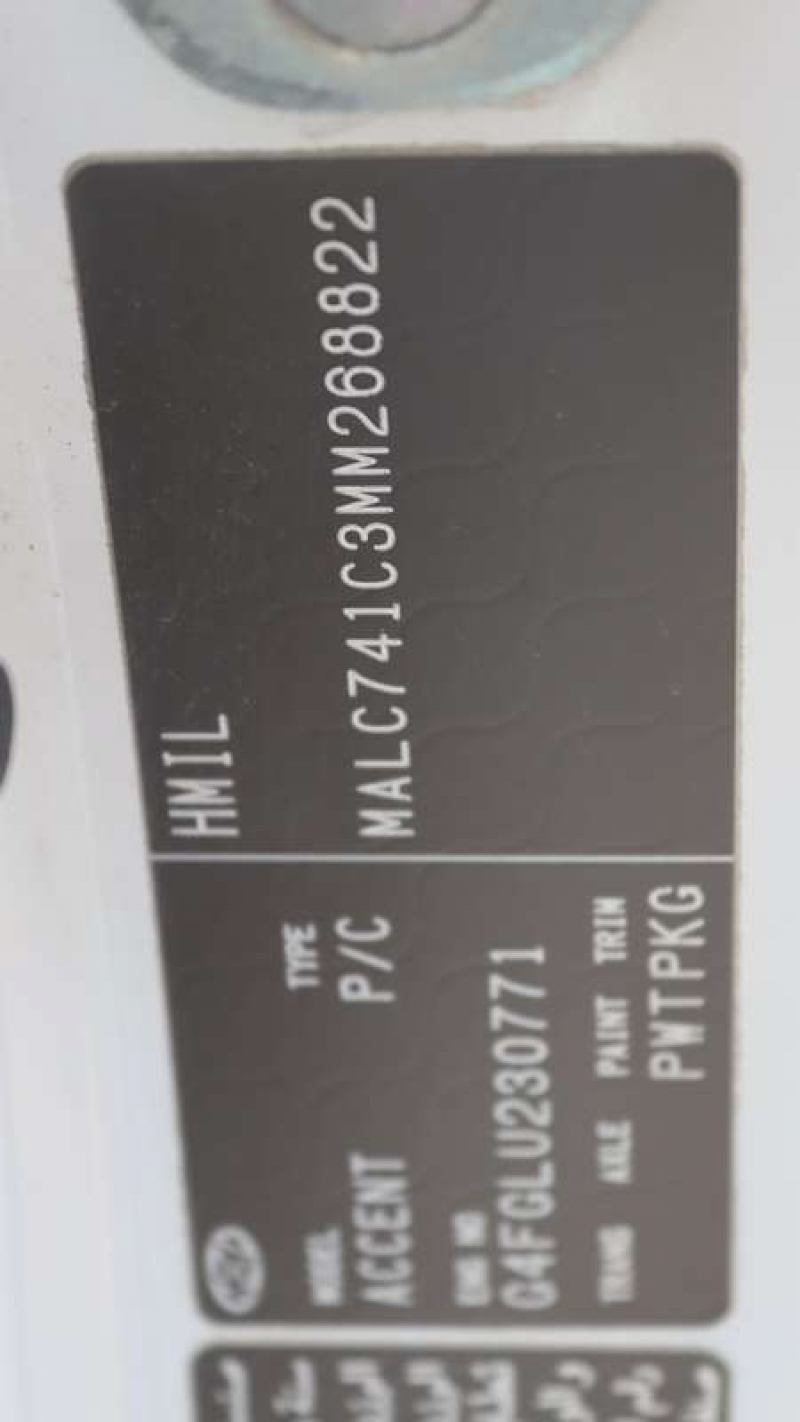 HMIL
MALC741C3MM268822
MODEL TYPE
ACCENT P/C
ENG NO
G4FGLU230771
TRANS AXLE PAINT TRIM
PWTPKG